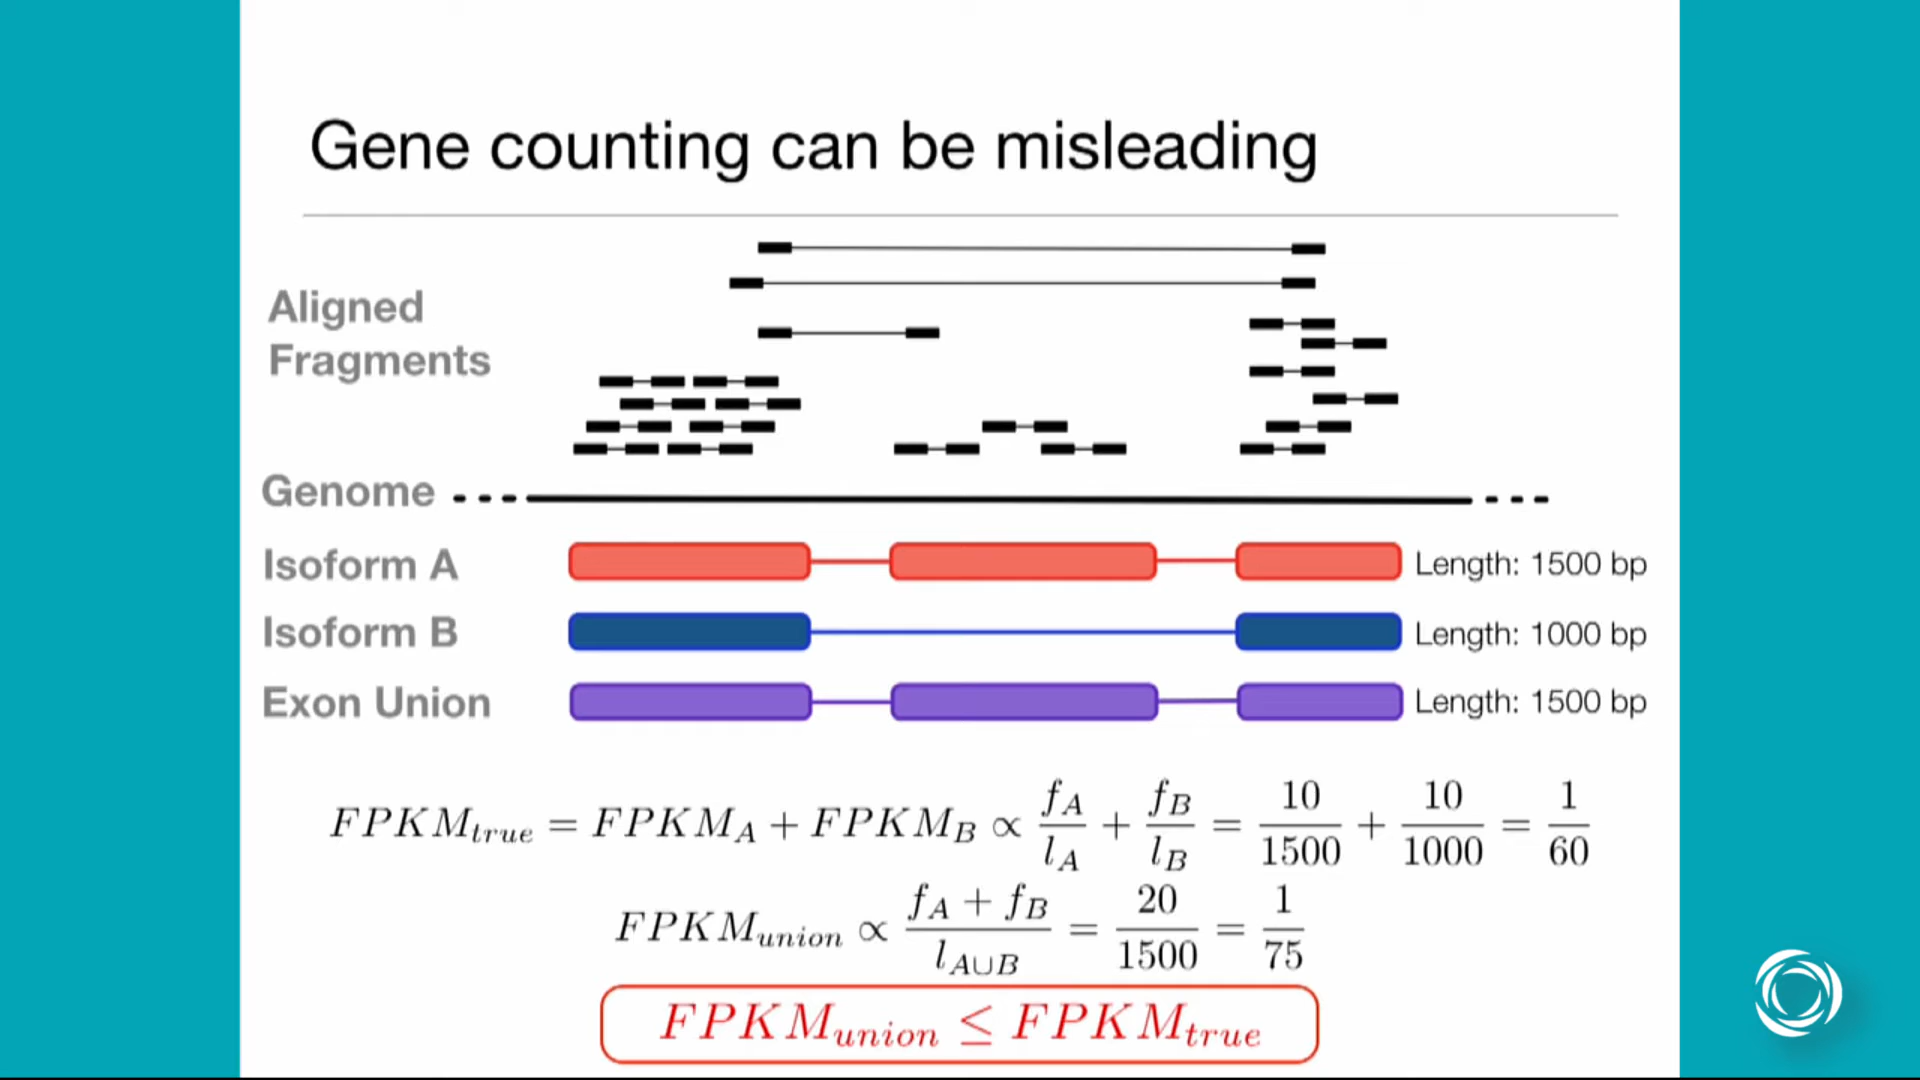 Gene counting can be misleading
Aligned
Fragments
Genome
Isoform A
Length: 1500 bp
Isoform B
Length: 1000 bp
Exon Union
Length: 1500 bp
FPKM_true = FPKM_A + FPKM_B ∝ f_A/l_A + f_B/l_B = 10/1500 + 10/1000 = 1/60
FPKM_union ∝ (f_A + f_B)/l_{A∪B} = 20/1500 = 1/75
FPKM_union ≤ FPKM_true